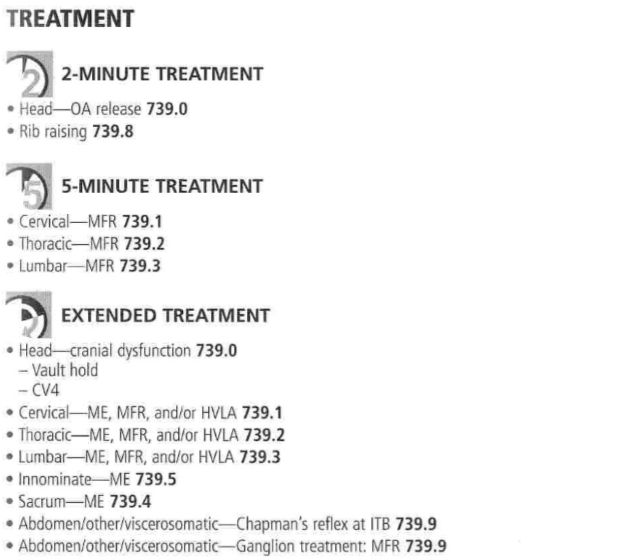 TREATMENT
2
2-MINUTE TREATMENT
• Head—OA release 739.0
• Rib raising 739.8
5
5-MINUTE TREATMENT
• Cervical—MFR 739.1
• Thoracic—MFR 739.2
• Lumbar—MFR 739.3
EXTENDED TREATMENT
• Head—cranial dysfunction 739.0
– Vault hold
– CV4
• Cervical—ME, MFR, and/or HVLA 739.1
• Thoracic—ME, MFR, and/or HVLA 739.2
• Lumbar—ME, MFR, and/or HVLA 739.3
• Innominate—ME 739.5
• Sacrum—ME 739.4
• Abdomen/other/viscerosomatic—Chapman's reflex at ITB 739.9
• Abdomen/other/viscerosomatic—Ganglion treatment: MFR 739.9